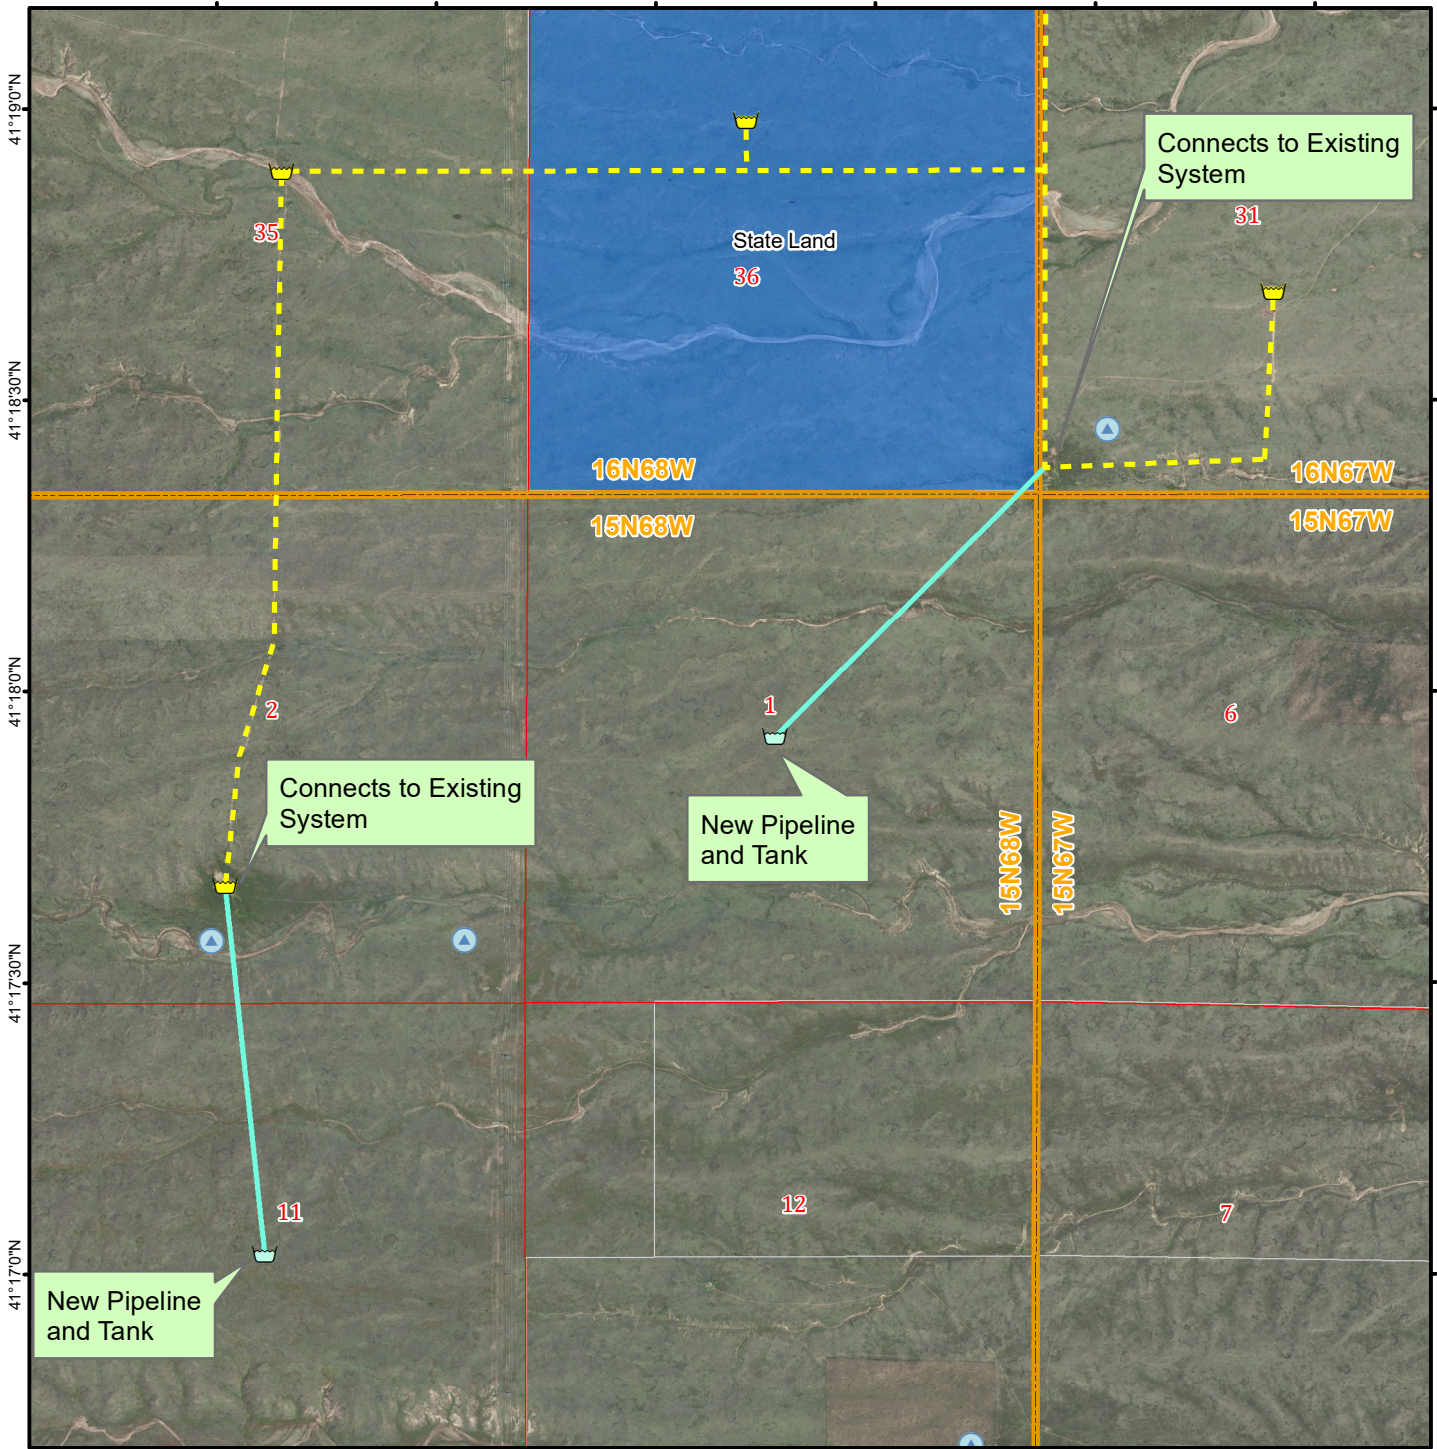 41°19'0"N
Connects to Existing
System
31
35
State Land
36
41°18'30"N
16N68W
16N67W
15N68W
15N67W
41°18'0"N
2
1
6
Connects to Existing
System
New Pipeline
and Tank
15N68W
15N67W
41°17'30"N
11
12
7
41°17'0"N
New Pipeline
and Tank